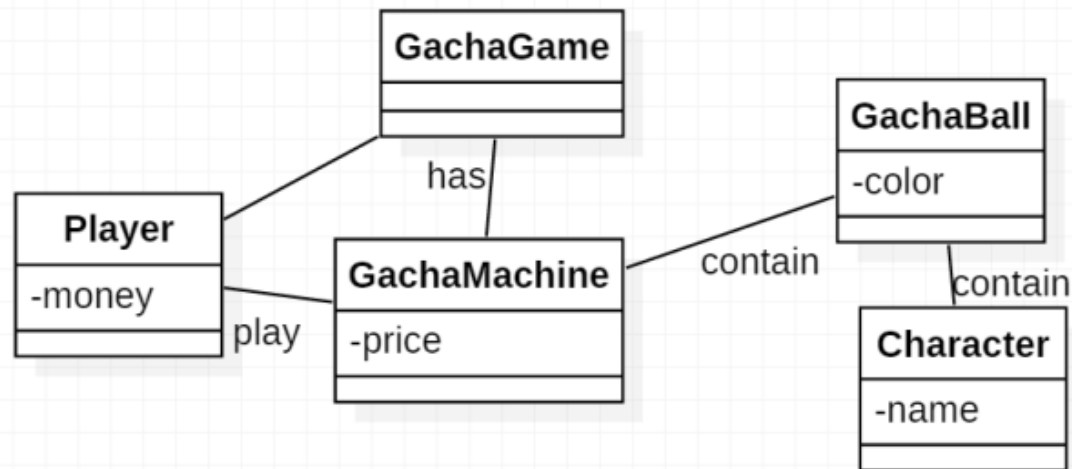 GachaGame
has
Player
-money
play
GachaMachine
-price
contain
GachaBall
-color
contain
Character
-name